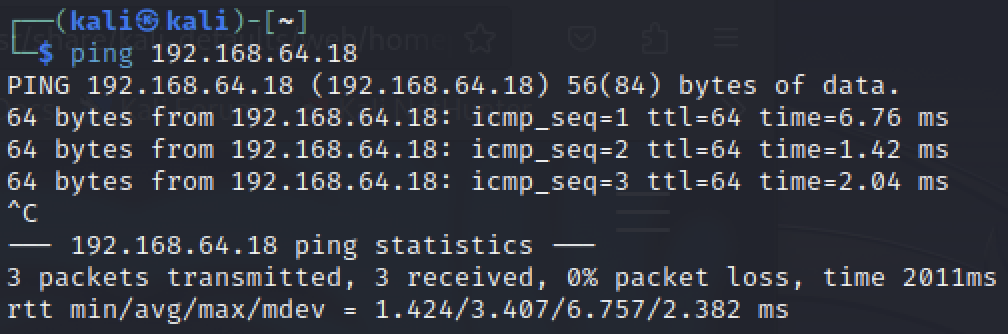 ┌──(kali㉿kali)-[~]
└─$ ping 192.168.64.18
PING 192.168.64.18 (192.168.64.18) 56(84) bytes of data.
64 bytes from 192.168.64.18: icmp_seq=1 ttl=64 time=6.76 ms
64 bytes from 192.168.64.18: icmp_seq=2 ttl=64 time=1.42 ms
64 bytes from 192.168.64.18: icmp_seq=3 ttl=64 time=2.04 ms
^C
--- 192.168.64.18 ping statistics ---
3 packets transmitted, 3 received, 0% packet loss, time 2011ms
rtt min/avg/max/mdev = 1.424/3.407/6.757/2.382 ms